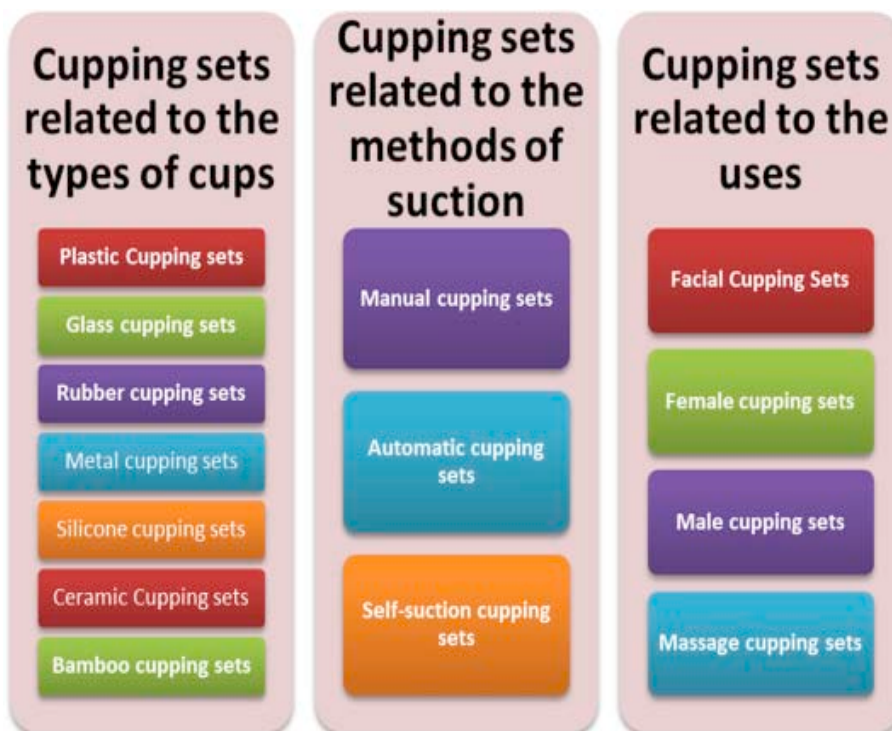 Cupping sets
related to the
types of cups
Plastic Cupping sets
Glass cupping sets
Rubber cupping sets
Metal cupping sets
Silicone cupping sets
Ceramic Cupping sets
Bamboo cupping sets
Cupping sets
related to the
methods of
suction
Manual cupping sets
Automatic cupping
sets
Self-suction cupping
sets
Cupping sets
related to the
uses
Facial Cupping Sets
Female cupping sets
Male cupping sets
Massage cupping sets